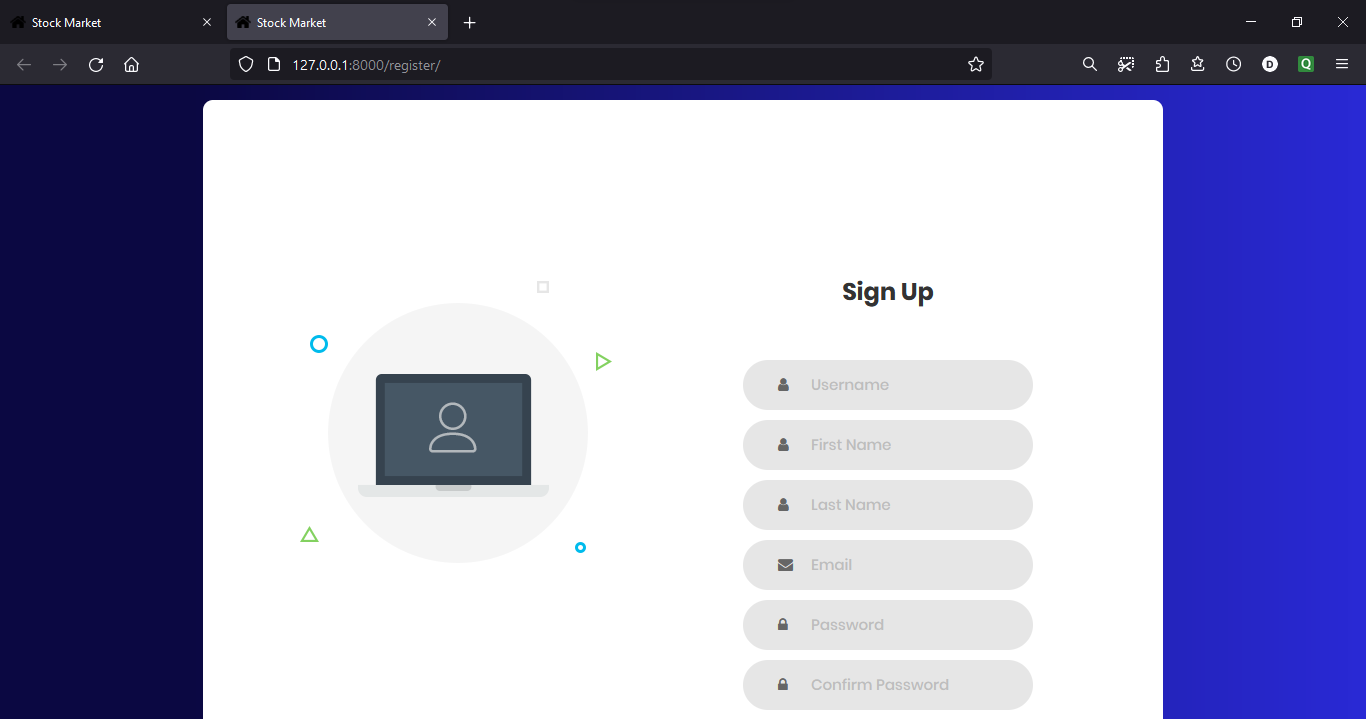 Stock Market
Stock Market
127.0.0.1:8000/register/
D
Q
Sign Up
Username
First Name
Last Name
Email
Password
Confirm Password